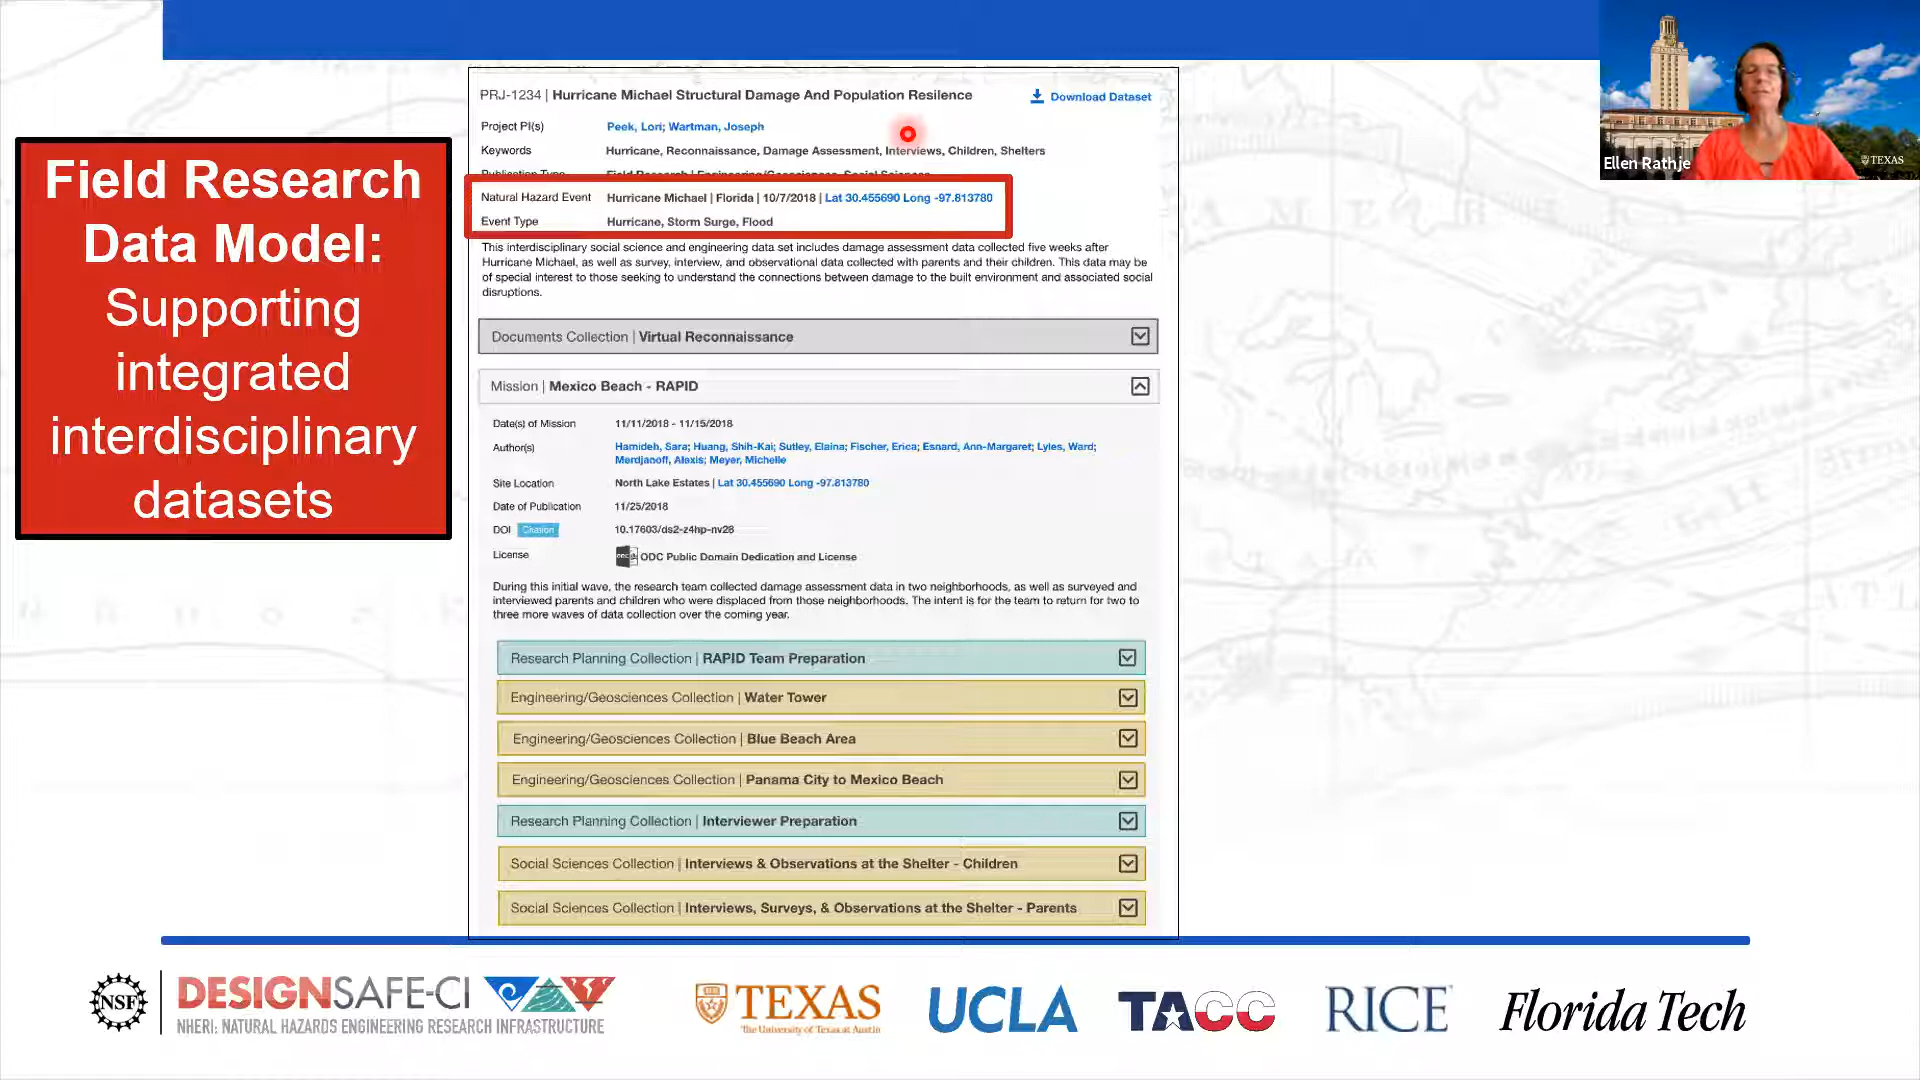 Field Research
Data Model:
Supporting
integrated
interdisciplinary
datasets
PRJ-1234 | Hurricane Michael Structural Damage And Population Resilence
Download Dataset
Project PI(s) Peek, Lori; Wartman, Joseph
Keywords Hurricane, Reconnaissance, Damage Assessment, Interviews, Children, Shelters
Publication Type Field Research | Engineering/Geosciences, Social Sciences
Natural Hazard Event Hurricane Michael | Florida | 10/7/2018 | Lat 30.455690 Long -97.813780
Event Type Hurricane, Storm Surge, Flood
This interdisciplinary social science and engineering data set includes damage assessment data collected five weeks after
Hurricane Michael, as well as survey, interview, and observational data collected with parents and their children. This data may be
of special interest to those seeking to understand the connections between damage to the built environment and associated social
disruptions.
Documents Collection | Virtual Reconnaissance
Mission | Mexico Beach - RAPID
Date(s) of Mission 11/11/2018 - 11/15/2018
Author(s) Hamideh, Sara; Huang, Shih-Kai; Sutley, Elaina; Fischer, Erica; Esnard, Ann-Margaret; Lyles, Ward;
Merdjanoff, Alexis; Meyer, Michelle
Site Location North Lake Estates | Lat 30.455690 Long -97.813780
Date of Publication 11/25/2018
DOI Citation 10.17603/ds2-z4hp-nv28
License ODC Public Domain Dedication and License
During this initial wave, the research team collected damage assessment data in two neighborhoods, as well as surveyed and
interviewed parents and children who were displaced from those neighborhoods. The intent is for the team to return for two to
three more waves of data collection over the coming year.
Research Planning Collection | RAPID Team Preparation
Engineering/Geosciences Collection | Water Tower
Engineering/Geosciences Collection | Blue Beach Area
Engineering/Geosciences Collection | Panama City to Mexico Beach
Research Planning Collection | Interviewer Preparation
Social Sciences Collection | Interviews & Observations at the Shelter - Children
Social Sciences Collection | Interviews, Surveys, & Observations at the Shelter - Parents
Ellen Rathje
TEXAS
NSF
DESIGNSAFE-CI
NHERI: NATURAL HAZARDS ENGINEERING RESEARCH INFRASTRUCTURE
TEXAS
The University of Texas at Austin
UCLA
TACC
RICE
Florida Tech